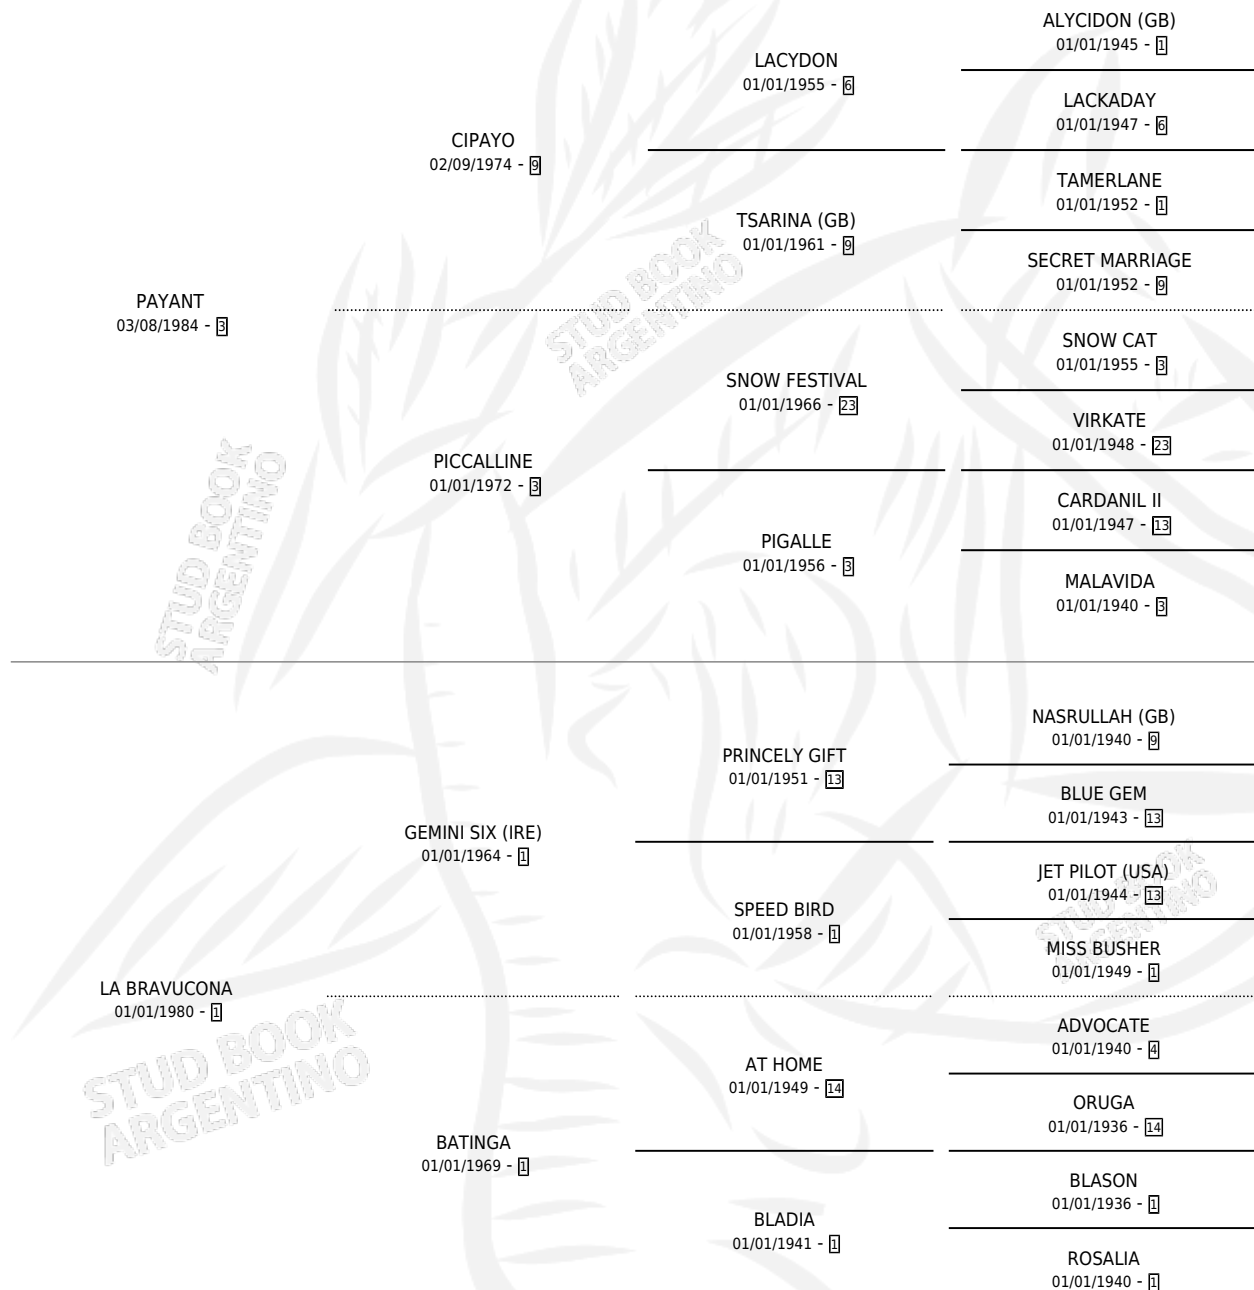 ALYCIDON (GB)
01/01/1945 - 1
LACYDON
01/01/1955 - 6
LACKADAY
01/01/1947 - 6
CIPAYO
02/09/1974 - 9
TAMERLANE
01/01/1952 - 1
TSARINA (GB)
01/01/1961 - 9
SECRET MARRIAGE
01/01/1952 - 9
PAYANT
03/08/1984 - 3
STUD BOOK
ARGENTINO
SNOW CAT
01/01/1955 - 3
SNOW FESTIVAL
01/01/1966 - 23
VIRKATE
01/01/1948 - 23
PICCALLINE
01/01/1972 - 3
CARDANIL II
01/01/1947 - 13
PIGALLE
01/01/1956 - 3
MALAVIDA
01/01/1940 - 3
STUD BOOK
ARGENTINO
NASRULLAH (GB)
01/01/1940 - 9
PRINCELY GIFT
01/01/1951 - 13
BLUE GEM
01/01/1943 - 13
GEMINI SIX (IRE)
01/01/1964 - 1
JET PILOT (USA)
01/01/1944 - 13
SPEED BIRD
01/01/1958 - 1
STUD BOOK
ARGENTINO
MISS BUSHER
01/01/1949 - 1
LA BRAVUCONA
01/01/1980 - 1
STUD BOOK
ARGENTINO
ADVOCATE
01/01/1940 - 4
AT HOME
01/01/1949 - 14
ORUGA
01/01/1936 - 14
BATINGA
01/01/1969 - 1
BLASON
01/01/1936 - 1
BLADIA
01/01/1941 - 1
ROSALIA
01/01/1940 - 1